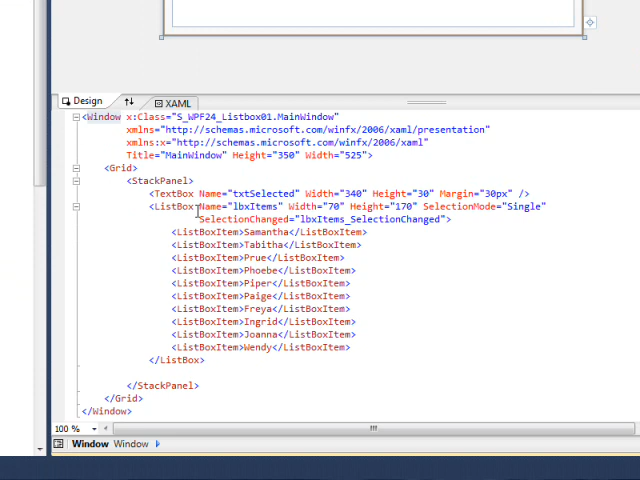 Design
XAML
<Window x:Class="S_WPF24_Listbox01.MainWindow"
xmlns="http://schemas.microsoft.com/winfx/2006/xaml/presentation"
xmlns:x="http://schemas.microsoft.com/winfx/2006/xaml"
Title="MainWindow" Height="350" Width="525">
<Grid>
<StackPanel>
<TextBox Name="txtSelected" Width="340" Height="30" Margin="30px" />
<ListBox Name="lbxItems" Width="70" Height="170" SelectionMode="Single"
SelectionChanged="lbxItems_SelectionChanged">
<ListBoxItem>Samantha</ListBoxItem>
<ListBoxItem>Tabitha</ListBoxItem>
<ListBoxItem>Prue</ListBoxItem>
<ListBoxItem>Phoebe</ListBoxItem>
<ListBoxItem>Piper</ListBoxItem>
<ListBoxItem>Paige</ListBoxItem>
<ListBoxItem>Freya</ListBoxItem>
<ListBoxItem>Ingrid</ListBoxItem>
<ListBoxItem>Joanna</ListBoxItem>
<ListBoxItem>Wendy</ListBoxItem>
</ListBox>
</StackPanel>
</Grid>
</Window>
100 %
Window Window